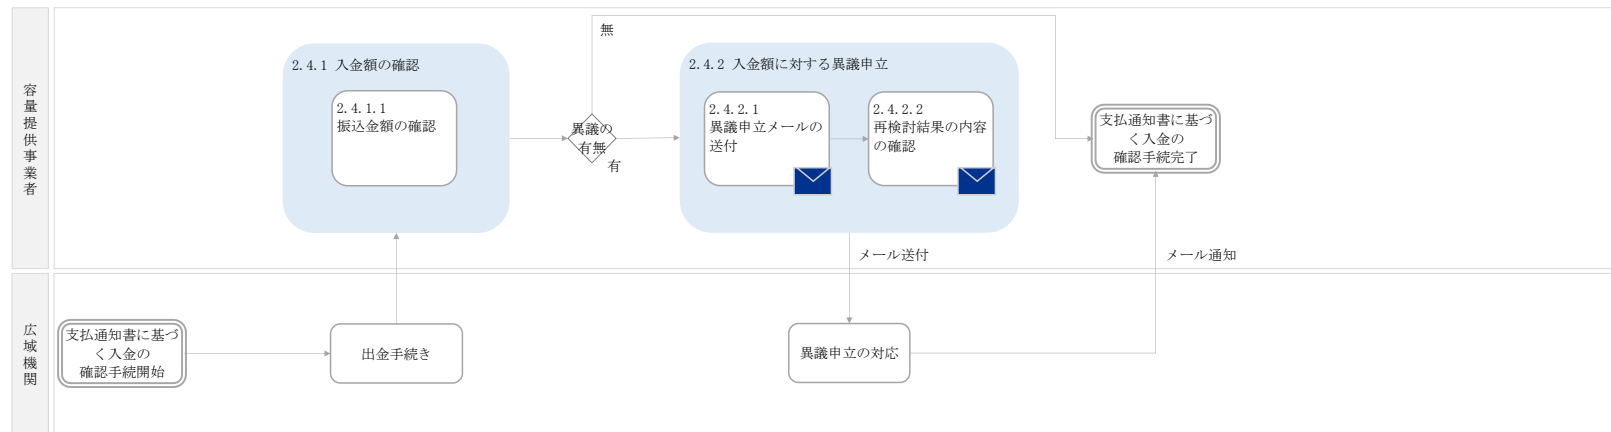 容量提供事業者
2.4.1 入金額の確認
2.4.1.1
振込金額の確認
異議の
有無
無
有
2.4.2 入金額に対する異議申立
2.4.2.1
異議申立メールの
送付
2.4.2.2
再検討結果の内容
の確認
支払通知書に基づ
く入金の
確認手続完了
メール送付
メール通知
広域機関
支払通知書に基づ
く入金の
確認手続開始
出金手続き
異議申立の対応